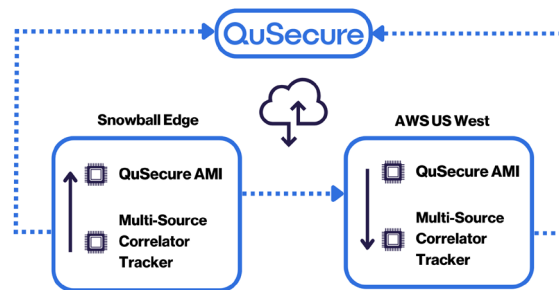 QuSecure
Snowball Edge
QuSecure AMI
Multi-Source
Correlator
Tracker
AWS US West
QuSecure AMI
Multi-Source
Correlator
Tracker